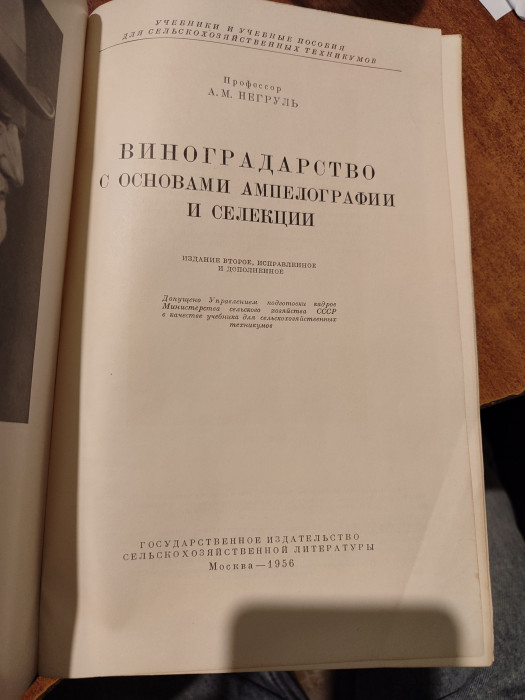 УЧЕБНИКИ И УЧЕБНЫЕ ПОСОБИЯ
ДЛЯ СЕЛЬСКОХОЗЯЙСТВЕННЫХ ТЕХНИКУМОВ
Профессор
А. М. НЕГРУЛЬ
ВИНОГРАДАРСТВО
С ОСНОВАМИ АМПЕЛОГРАФИИ
И СЕЛЕКЦИИ
ИЗДАНИЕ ВТОРОЕ, ИСПРАВЛЕННОЕ
И ДОПОЛНЕННОЕ
Допущено Управлением подготовки кадров
Министерства сельского хозяйства СССР
в качестве учебника для сельскохозяйственных
техникумов
ГОСУДАРСТВЕННОЕ ИЗДАТЕЛЬСТВО
СЕЛЬСКОХОЗЯЙСТВЕННОЙ ЛИТЕРАТУРЫ
Москва — 1956